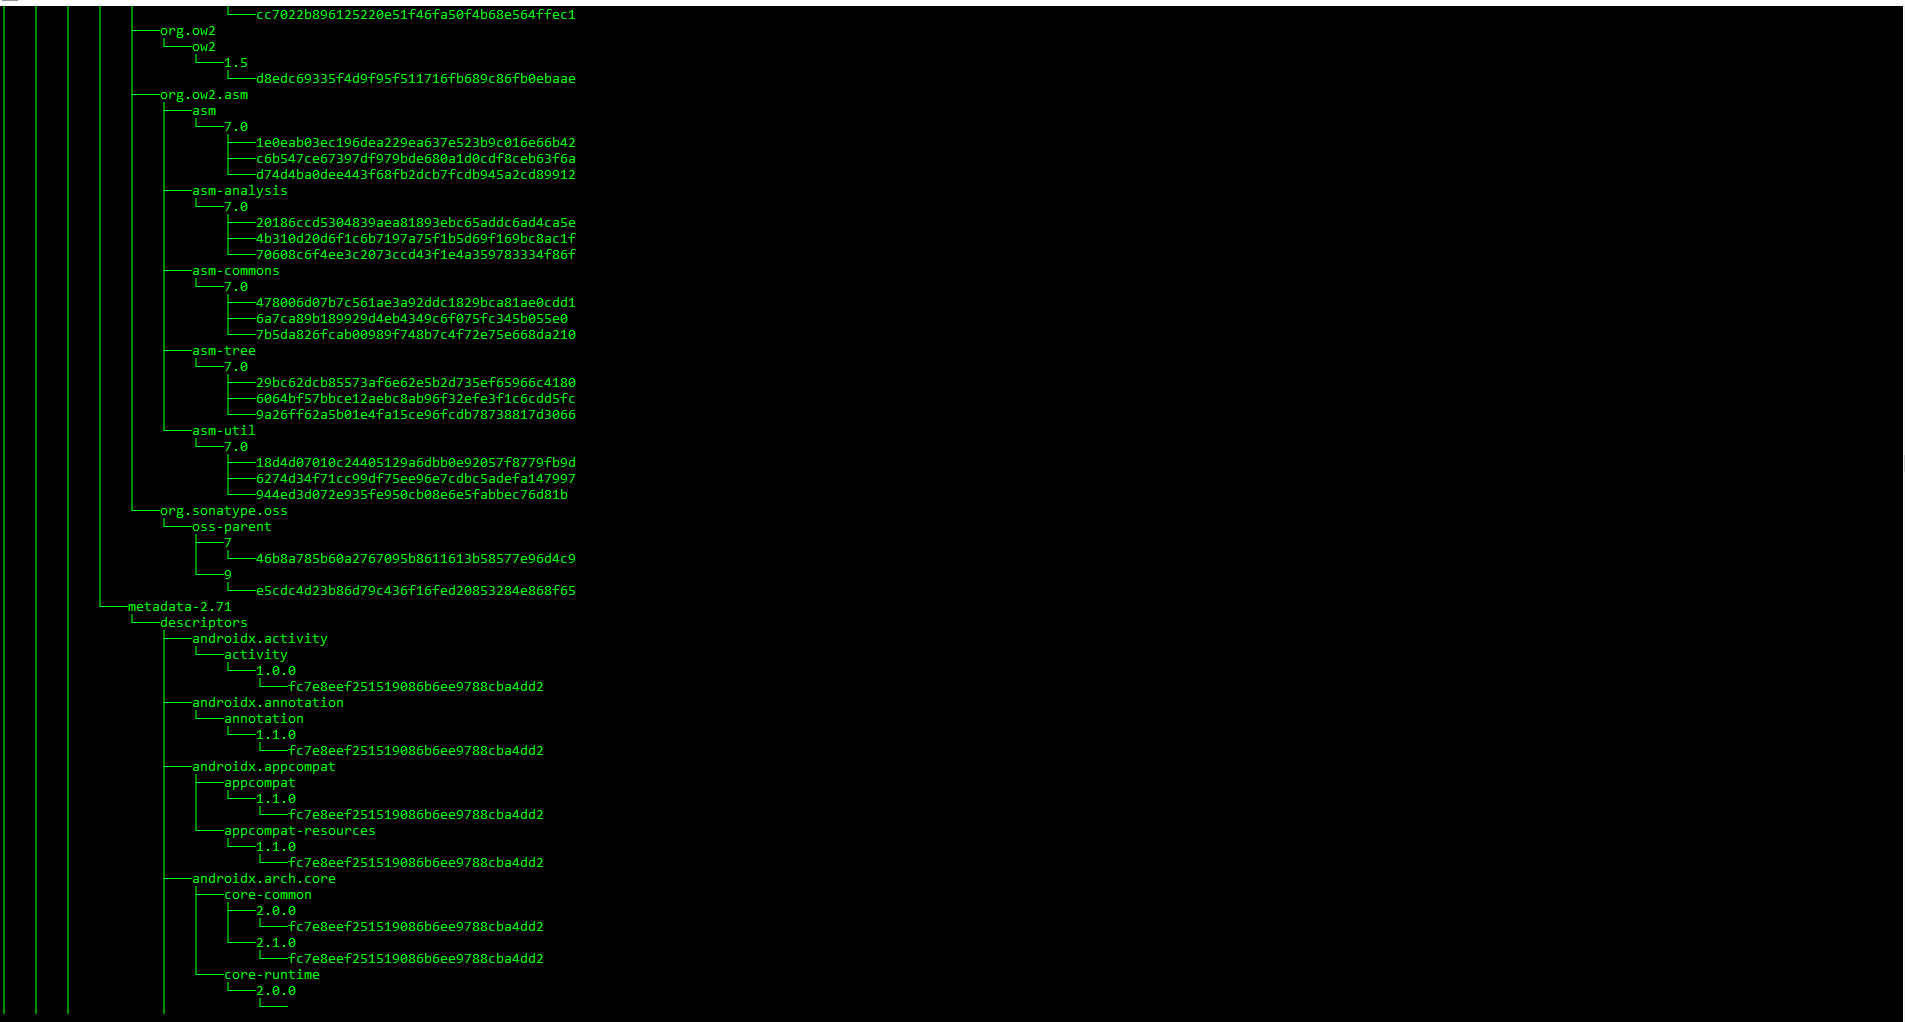 cc7022b896125220e51f46fa50f4b68e564ffec1
org.ow2
ow2
1.5
d8edc69335f4d9f95f511716fb689c86fb0ebaae
org.ow2.asm
asm
7.0
1e0eab03ec196dea229ea637e523b9c016e66b42
c6b547ce67397df979bde680a1d0cdf8ceb63f6a
d74d4ba0dee443f68fb2dcb7fcdb945a2cd89912
asm-analysis
7.0
20186ccd5304839aea81893ebc65addc6ad4ca5e
4b310d20d6f1c6b7197a75f1b5d69f169bc8ac1f
70608c6f4ee3c2073ccd43f1e4a359783334f86f
asm-commons
7.0
478006d07b7c561ae3a92ddc1829bca81ae0cdd1
6a7ca89b189929d4eb4349c6f075fc345b055e0
7b5da826fcab00989f748b7c4f72e75e668da210
asm-tree
7.0
29bc62dcb85573af6e62e5b2d735ef65966c4180
6064bf57bbce12aebc8ab96f32efe3f1c6cdd5fc
9a26ff62a5b01e4fa15ce96fcdb78738817d3066
asm-util
7.0
18d4d07010c24405129a6dbb0e92057f8779fb9d
6274d34f71cc99df75ee96e7cdbc5adefa147997
944ed3d072e935fe950cb08e6e5fabbec76d81b
org.sonatype.oss
oss-parent
7
46b8a785b60a2767095b8611613b58577e96d4c9
9
e5cdc4d23b86d79c436f16fed20853284e868f65
metadata-2.71
descriptors
androidx.activity
activity
1.0.0
fc7e8eef251519086b6ee9788cba4dd2
androidx.annotation
annotation
1.1.0
fc7e8eef251519086b6ee9788cba4dd2
androidx.appcompat
appcompat
1.1.0
fc7e8eef251519086b6ee9788cba4dd2
appcompat-resources
1.1.0
fc7e8eef251519086b6ee9788cba4dd2
androidx.arch.core
core-common
2.0.0
fc7e8eef251519086b6ee9788cba4dd2
2.1.0
fc7e8eef251519086b6ee9788cba4dd2
core-runtime
2.0.0